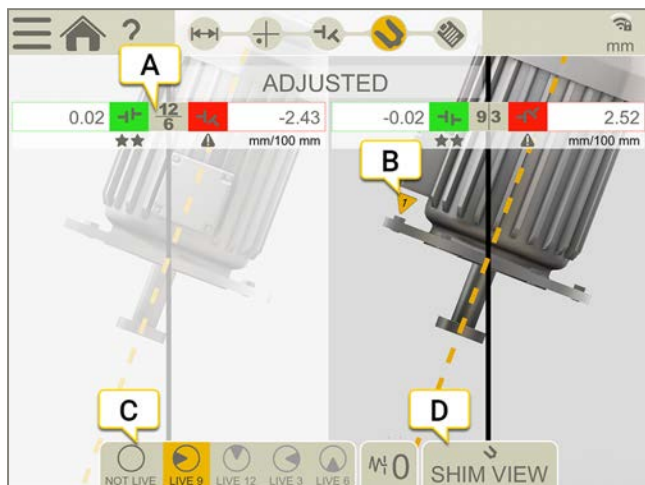 ?
mm
A
ADJUSTED
0.02 12 6 -2.43 -0.02 9 3 2.52
mm/100 mm mm/100 mm
B
1
C D
NOT LIVE LIVE 9 LIVE 12 LIVE 3 LIVE 6 0 SHIM VIEW